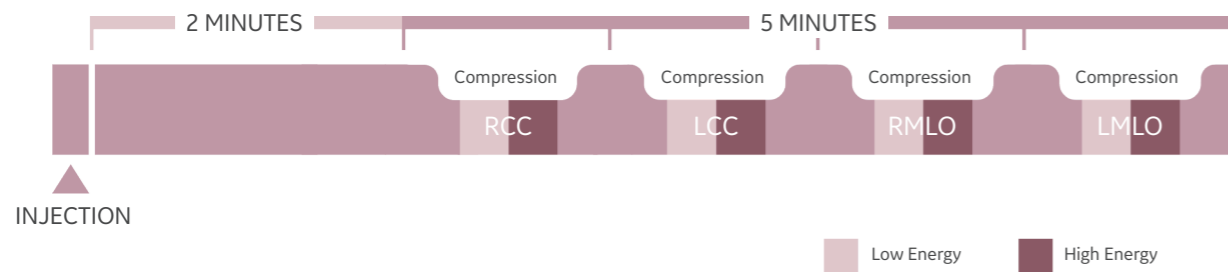 2 MINUTES 5 MINUTES
Compression Compression Compression Compression
RCC LCC RMLO LMLO
INJECTION
Low Energy High Energy